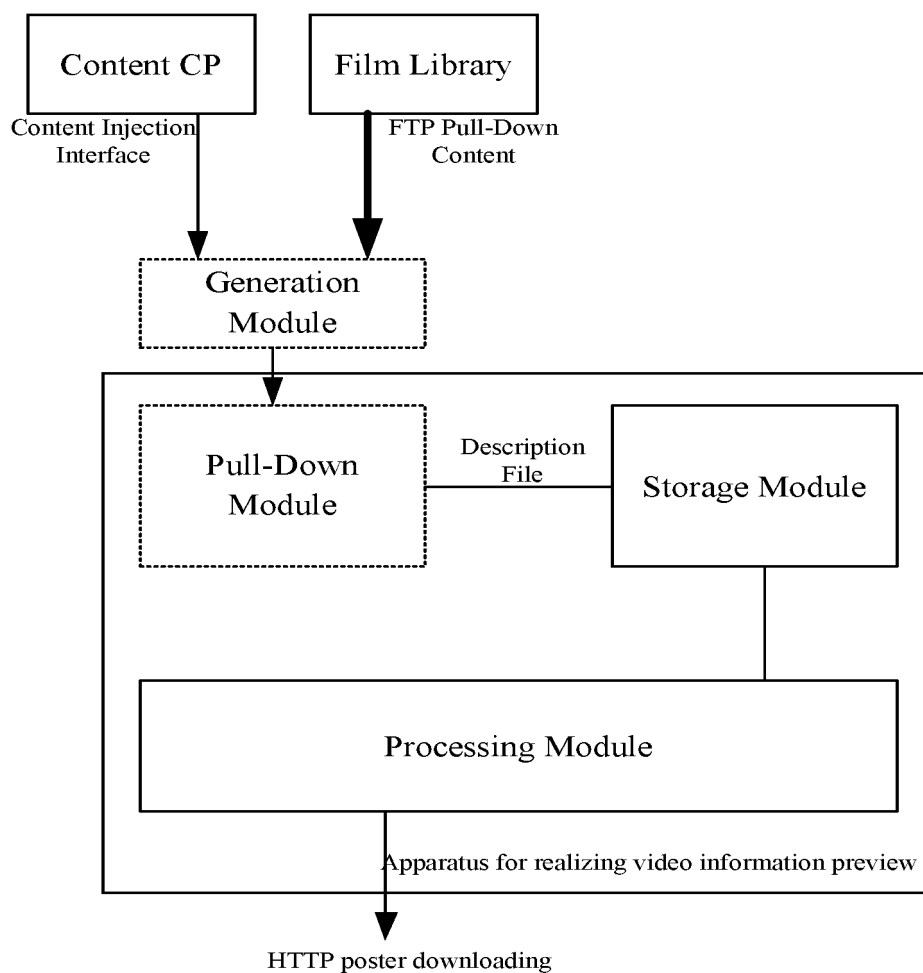 Content CP
Film Library
Content Injection
Interface
FTP Pull-Down
Content
Generation
Module
Pull-Down
Module
Description
File
Storage Module
Processing Module
Apparatus for realizing video information preview
HTTP poster downloading